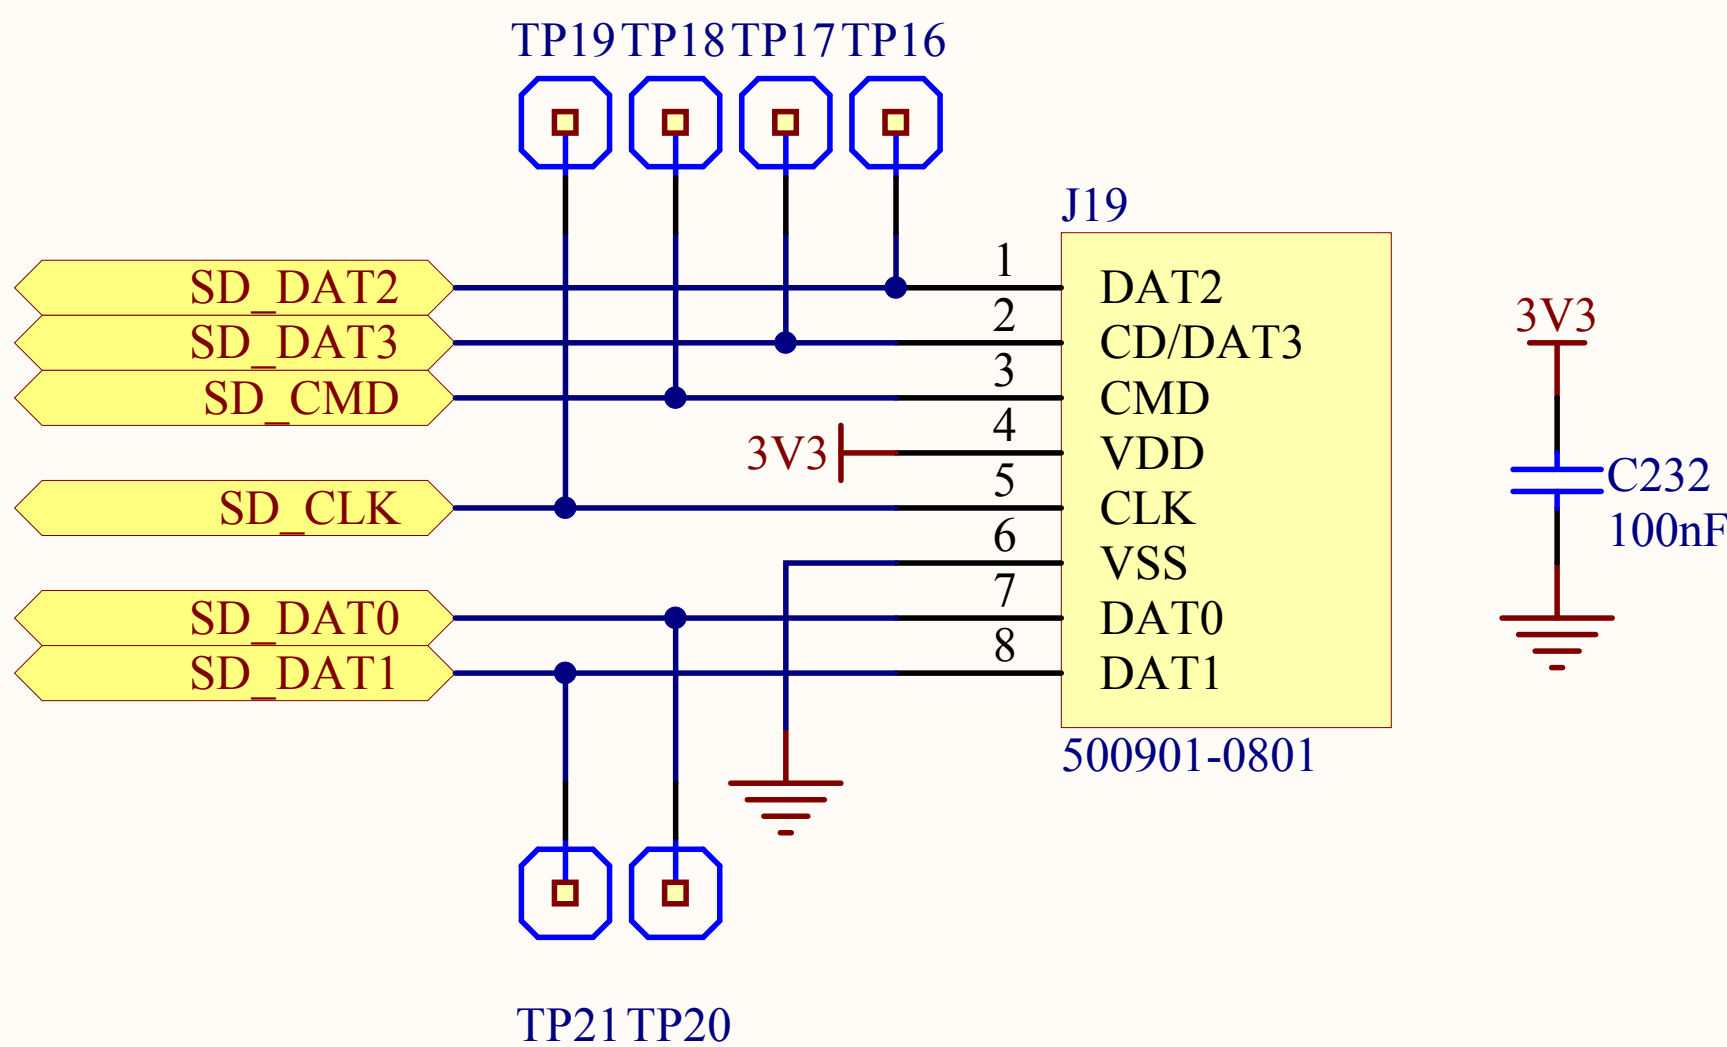 TP19 TP18 TP17 TP16
J19
SD_DAT2 1 DAT2
SD_DAT3 2 CD/DAT3
SD_CMD 3 CMD
3V3 4 VDD
SD_CLK 5 CLK
6 VSS
SD_DAT0 7 DAT0
SD_DAT1 8 DAT1
500901-0801
3V3
C232
100nF
TP21 TP20